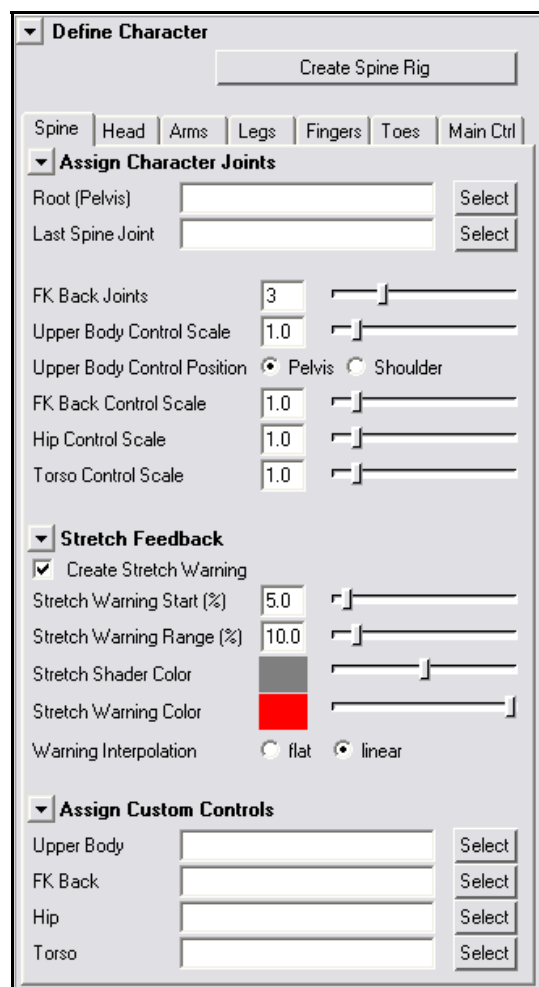 Define Character
Create Spine Rig
Spine Head Arms Legs Fingers Toes Main Ctrl
Assign Character Joints
Root (Pelvis) Select
Last Spine Joint Select
FK Back Joints 3
Upper Body Control Scale 1.0
Upper Body Control Position Pelvis Shoulder
FK Back Control Scale 1.0
Hip Control Scale 1.0
Torso Control Scale 1.0
Stretch Feedback
Create Stretch Warning
Stretch Warning Start (%) 5.0
Stretch Warning Range (%) 10.0
Stretch Shader Color
Stretch Warning Color
Warning Interpolation flat linear
Assign Custom Controls
Upper Body Select
FK Back Select
Hip Select
Torso Select